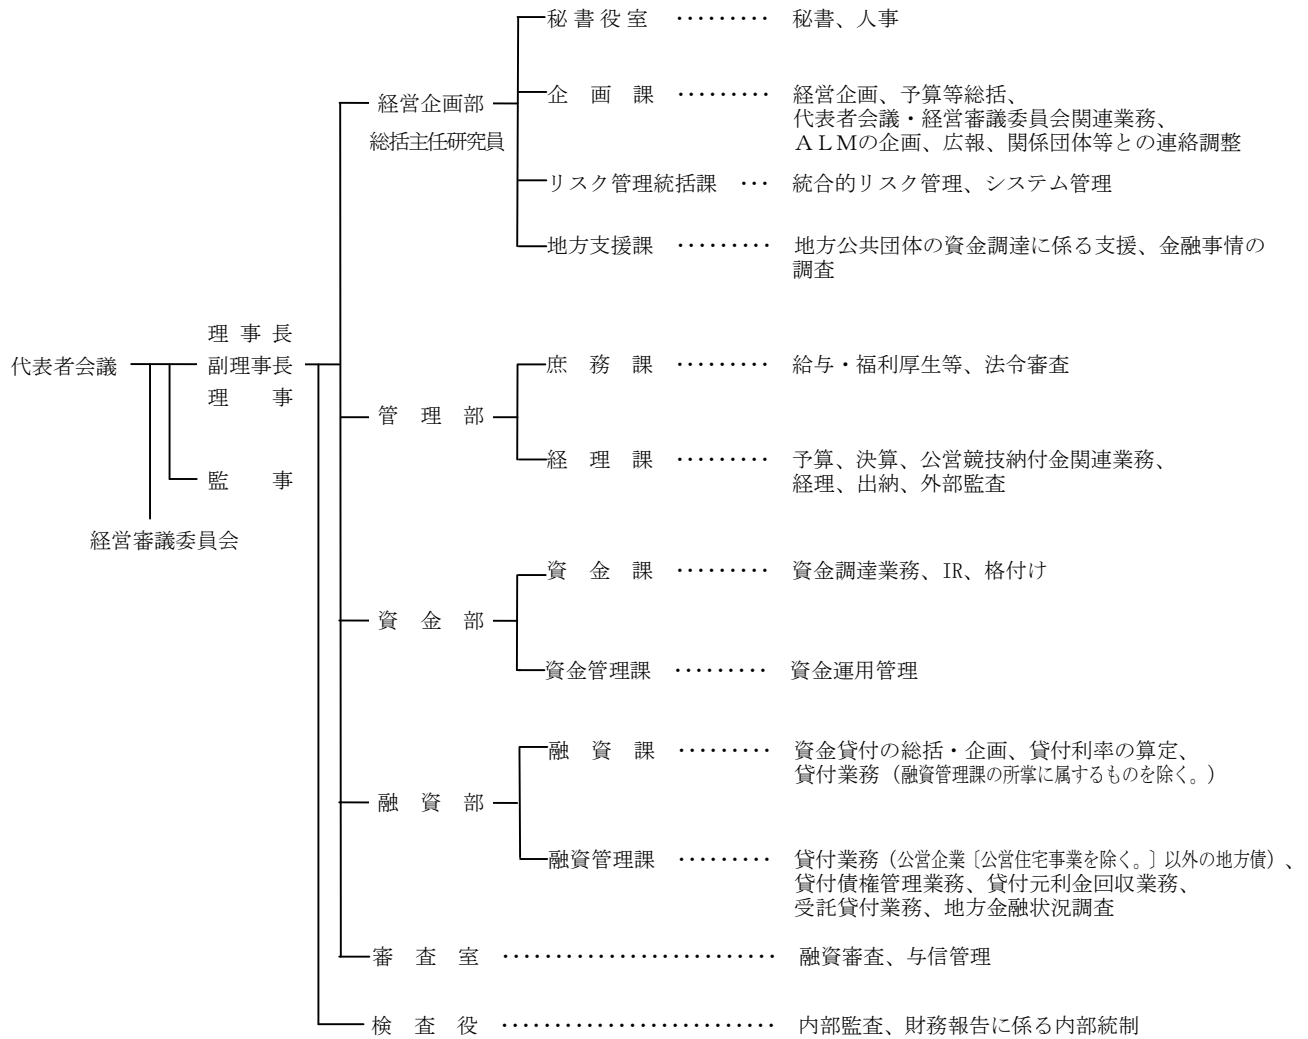 秘書役室 ・・・・・・・・・ 秘書、人事
企画課 ・・・・・・・・・ 経営企画、予算等総括、
代表者会議・経営審議委員会関連業務、
ＡＬＭの企画、広報、関係団体等との連絡調整
経営企画部
総括主任研究員
リスク管理統括課 ・・・ 統合的リスク管理、システム管理
地方支援課 ・・・・・・・・・ 地方公共団体の資金調達に係る支援、金融事情の
調査
代表者会議
理事長
副理事長
理事
監事
経営審議委員会
管理部
庶務課 ・・・・・・・・・ 給与・福利厚生等、法令審査
経理課 ・・・・・・・・・ 予算、決算、公営競技納付金関連業務、
経理、出納、外部監査
資金部
資金課 ・・・・・・・・・ 資金調達業務、IR、格付け
資金管理課 ・・・・・・・・・ 資金運用管理
融資部
融資課 ・・・・・・・・・ 資金貸付の総括・企画、貸付利率の算定、
貸付業務（融資管理課の所掌に属するものを除く。）
融資管理課 ・・・・・・・・・ 貸付業務（公営企業〔公営住宅事業を除く。〕以外の地方債）、
貸付債権管理業務、貸付元利金回収業務、
受託貸付業務、地方金融状況調査
審査室 ・・・・・・・・・・・・・・・・・・・・・・・・・・ 融資審査、与信管理
検査役 ・・・・・・・・・・・・・・・・・・・・・・・・・・ 内部監査、財務報告に係る内部統制